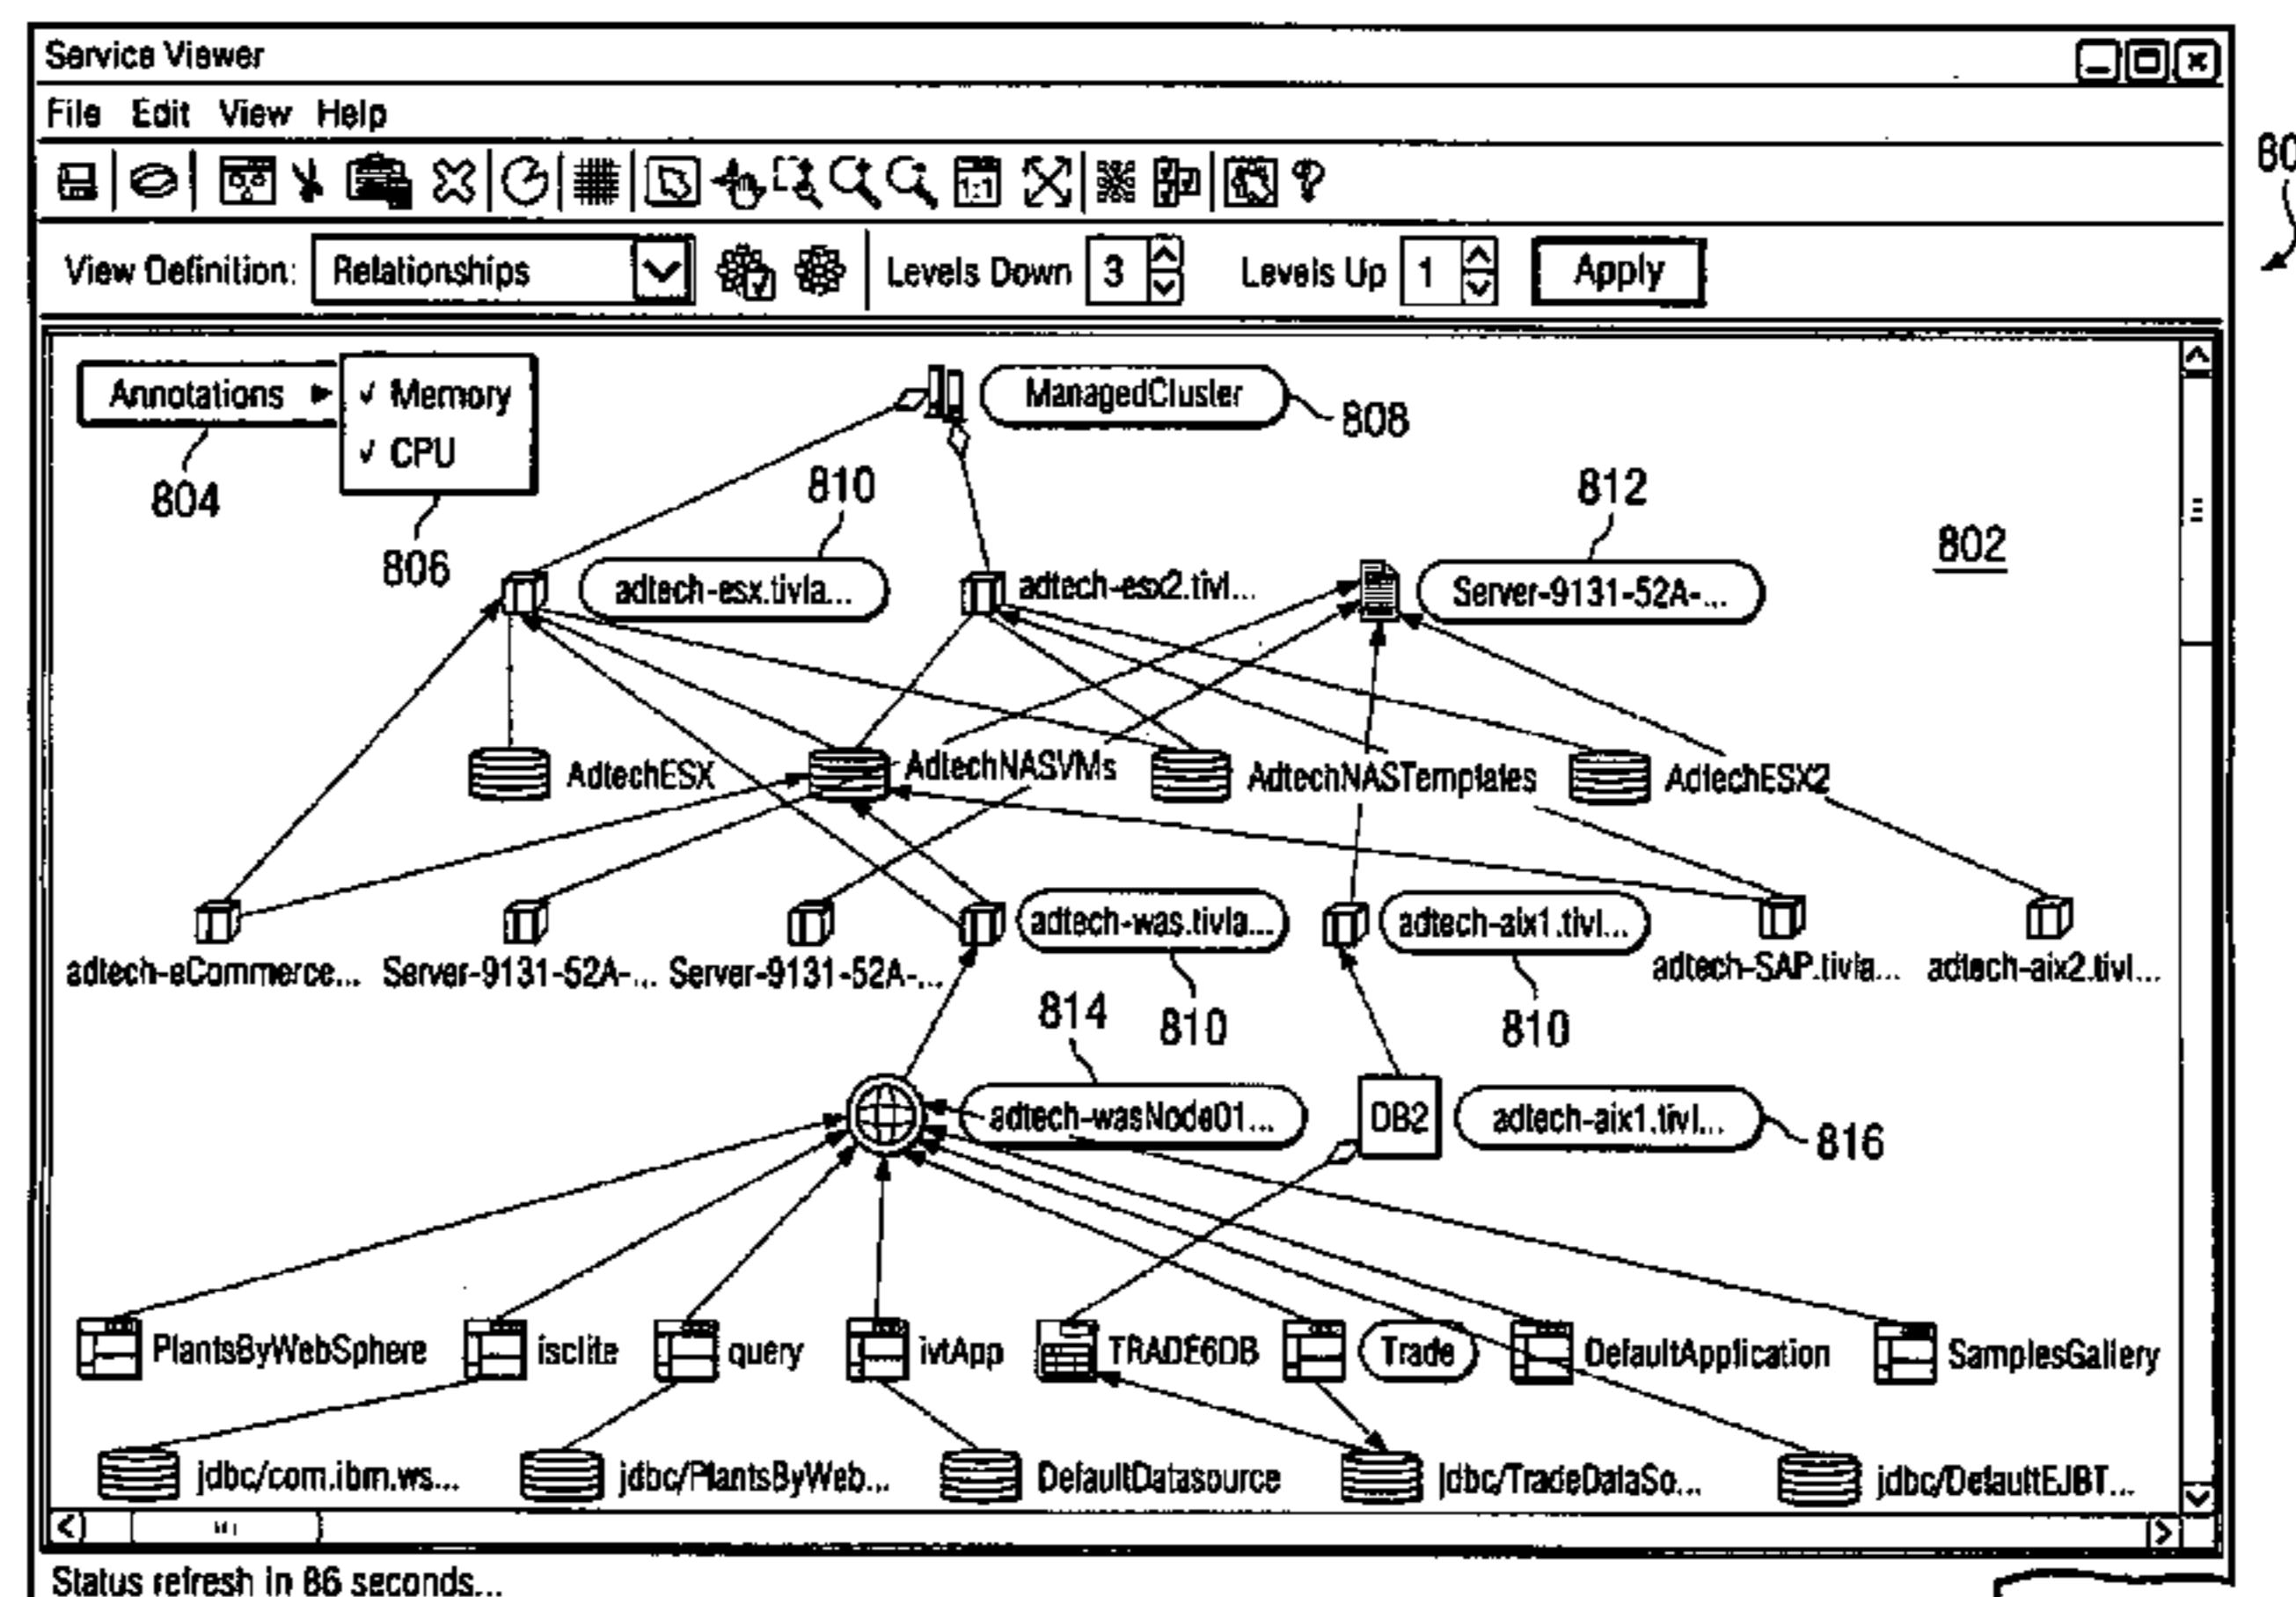 Service Viewer
File Edit View Help
1:1
View Definition: Relationships Levels Down 3 Levels Up 1 Apply
Annotations ► √ Memory
√ CPU
ManagedCluster
808
804
806
810
812
802
adtech-esx.tivla...
adtech-esx2.tivl...
Server-9131-52A-...
AdtechESX
AdtechNASVMs
AdtechNASTemplates
AdtechESX2
adtech-was.tivla...
adtech-aix1.tivl...
adtech-eCommerce...
Server-9131-52A-...
Server-9131-52A-...
adtech-SAP.tivla...
adtech-aix2.tivl...
814
810
810
adtech-wasNode01...
DB2
adtech-aix1.tivl...
816
PlantsByWebSphere
isclite
query
ivtApp
TRADE6DB
Trade
DefaultApplication
SamplesGallery
jdbc/com.ibm.ws...
jdbc/PlantsByWeb...
DefaultDatasource
jdbc/TradeDataSo...
jdbc/DefaultEJBT...
Status refresh in 86 seconds...